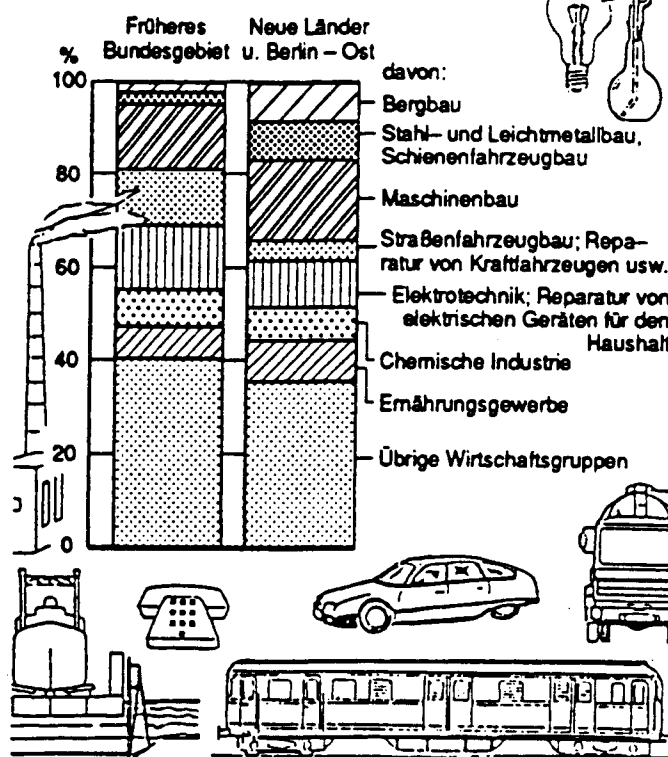 Früheres
Bundesgebiet
Neue Länder
u. Berlin – Ost
%
100
80
60
40
20
0
davon:
Bergbau
Stahl– und Leichtmetallbau,
Schienenfahrzeugbau
Maschinenbau
Straßenfahrzeugbau; Repa–
ratur von Kraftfahrzeugen usw.
Elektrotechnik; Reparatur von
elektrischen Geräten für den
Haushalt
Chemische Industrie
Ernährungsgewerbe
Übrige Wirtschaftsgruppen